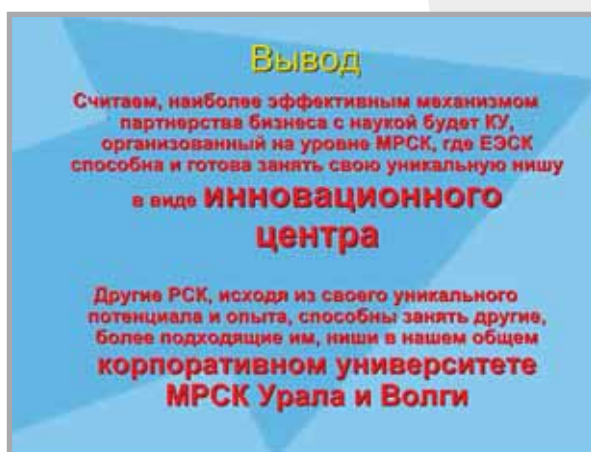 Вывод
Считаем, наиболее эффективным механизмом
партнерства бизнеса с наукой будет КУ,
организованный на уровне МРСК, где ЕЭСК
способна и готова занять свою уникальную нишу
в виде инновационного
центра
Другие РСК, исходя из своего уникального
потенциала и опыта, способны занять другие,
более подходящие им, ниши в нашем общем
корпоративном университете
МРСК Урала и Волги